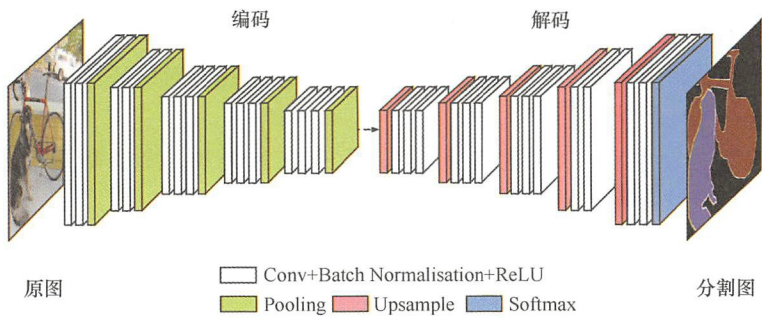 编码
解码
原图
Conv+Batch Normalisation+ReLU
Pooling
Upsample
Softmax
分割图